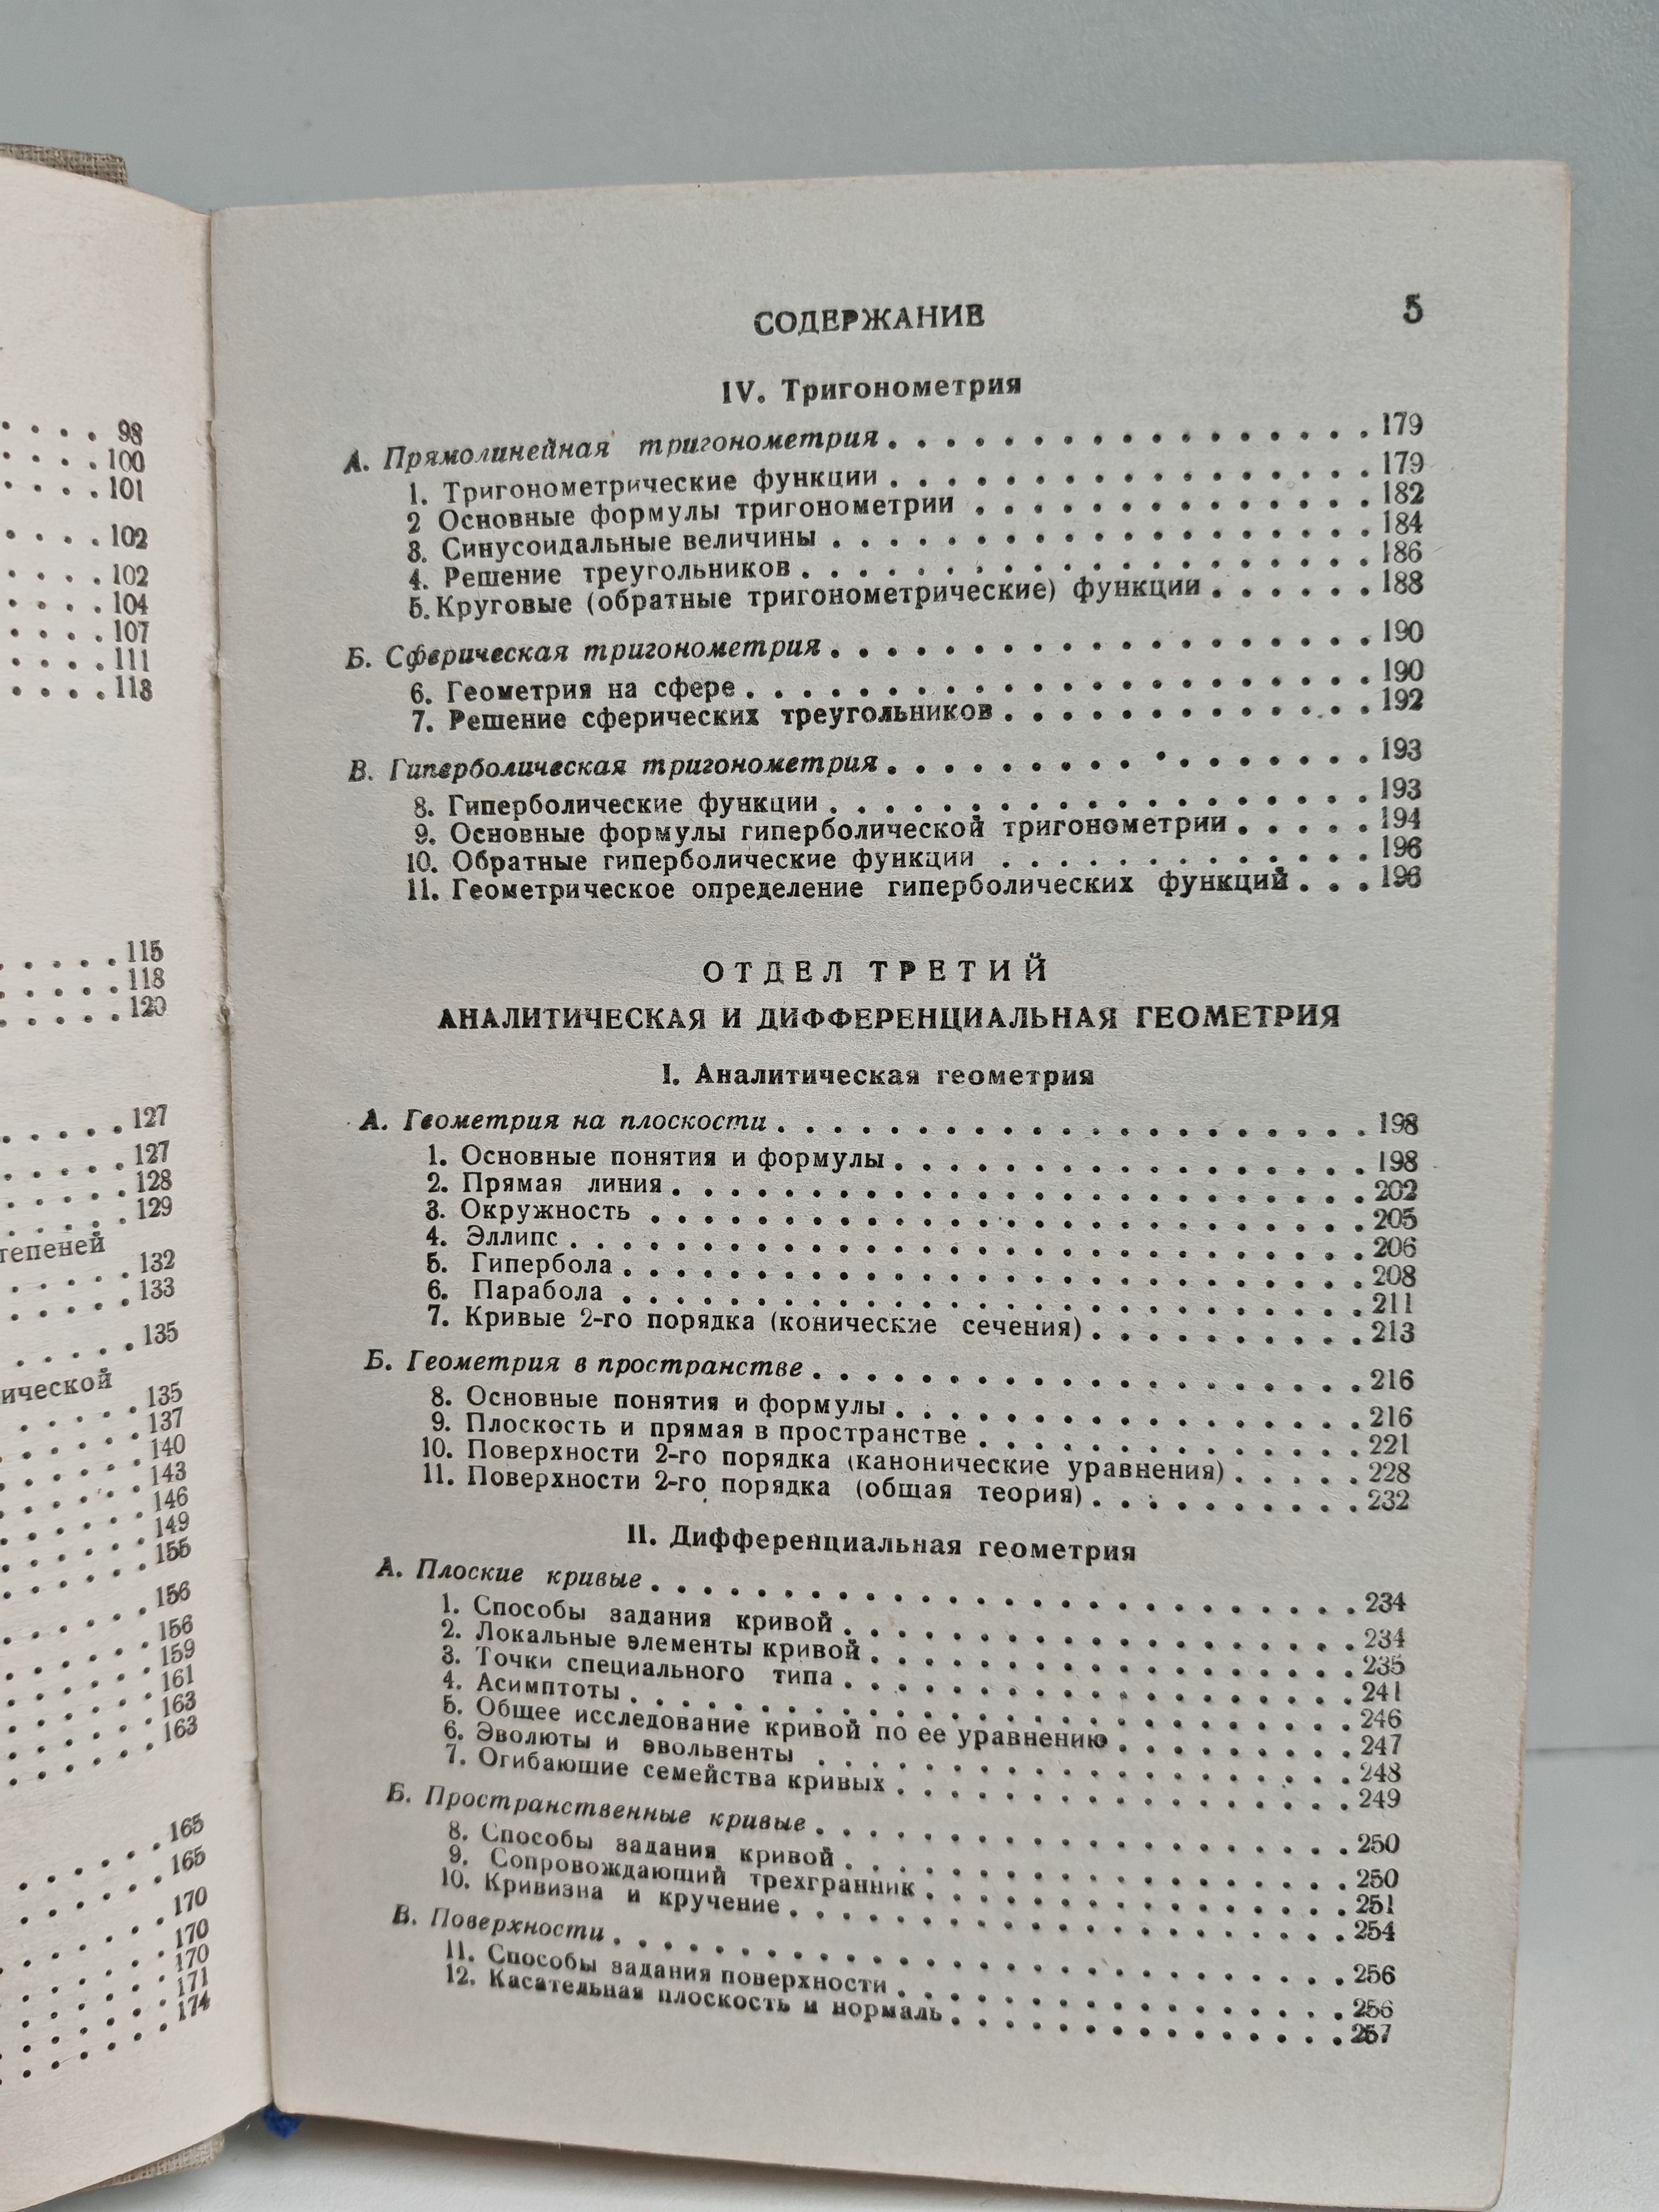 98
100
101
102
102
104
107
111
113
115
118
120
127
127
128
129
тепеней
132
133
135
ической
135
137
140
143
146
149
155
156
156
159
161
163
163
165
165
170
170
170
171
174
СОДЕРЖАНИЕ 5
IV. Тригонометрия
А. Прямолинейная тригонометрия . . . . . . . . . . . . . . . . . 179
1. Тригонометрические функции . . . . . . . . . . . . . . . . . 179
2 Основные формулы тригонометрии . . . . . . . . . . . . . . 182
3. Синусоидальные величины . . . . . . . . . . . . . . . . . . . 184
4. Решение треугольников . . . . . . . . . . . . . . . . . . . . 186
5. Круговые (обратные тригонометрические) функции . . . . . . 188
Б. Сферическая тригонометрия . . . . . . . . . . . . . . . . . . . 190
6. Геометрия на сфере . . . . . . . . . . . . . . . . . . . . . . 190
7. Решение сферических треугольников . . . . . . . . . . . . . 192
В. Гиперболическая тригонометрия . . . . . . . . . . . . . . . . . 193
8. Гиперболические функции . . . . . . . . . . . . . . . . . . . 193
9. Основные формулы гиперболической тригонометрии . . . . . 194
10. Обратные гиперболические функции . . . . . . . . . . . . . 196
11. Геометрическое определение гиперболических функций . . . 196
ОТДЕЛ ТРЕТИЙ
АНАЛИТИЧЕСКАЯ И ДИФФЕРЕНЦИАЛЬНАЯ ГЕОМЕТРИЯ
I. Аналитическая геометрия
А. Геометрия на плоскости . . . . . . . . . . . . . . . . . . . . . 198
1. Основные понятия и формулы . . . . . . . . . . . . . . . . . 198
2. Прямая линия . . . . . . . . . . . . . . . . . . . . . . . . . 202
3. Окружность . . . . . . . . . . . . . . . . . . . . . . . . . . 205
4. Эллипс . . . . . . . . . . . . . . . . . . . . . . . . . . . . . 206
5. Гипербола . . . . . . . . . . . . . . . . . . . . . . . . . . . 208
6. Парабола . . . . . . . . . . . . . . . . . . . . . . . . . . . 211
7. Кривые 2-го порядка (конические сечения) . . . . . . . . . . 213
Б. Геометрия в пространстве . . . . . . . . . . . . . . . . . . . . 216
8. Основные понятия и формулы . . . . . . . . . . . . . . . . . 216
9. Плоскость и прямая в пространстве . . . . . . . . . . . . . . 221
10. Поверхности 2-го порядка (канонические уравнения) . . . . . 228
11. Поверхности 2-го порядка (общая теория) . . . . . . . . . . 232
II. Дифференциальная геометрия
А. Плоские кривые . . . . . . . . . . . . . . . . . . . . . . . . . 234
1. Способы задания кривой . . . . . . . . . . . . . . . . . . . 234
2. Локальные элементы кривой . . . . . . . . . . . . . . . . . . 235
3. Точки специального типа . . . . . . . . . . . . . . . . . . . 241
4. Асимптоты . . . . . . . . . . . . . . . . . . . . . . . . . . . 246
5. Общее исследование кривой по ее уравнению . . . . . . . . . 247
6. Эволюты и эвольвенты . . . . . . . . . . . . . . . . . . . . 248
7. Огибающие семейства кривых . . . . . . . . . . . . . . . . . 249
Б. Пространственные кривые . . . . . . . . . . . . . . . . . . . . 250
8. Способы задания кривой . . . . . . . . . . . . . . . . . . . 250
9. Сопровождающий трехгранник . . . . . . . . . . . . . . . . 251
10. Кривизна и кручение . . . . . . . . . . . . . . . . . . . . . 254
В. Поверхности . . . . . . . . . . . . . . . . . . . . . . . . . . . 256
11. Способы задания поверхности . . . . . . . . . . . . . . . . . 256
12. Касательная плоскость и нормаль . . . . . . . . . . . . . . . 257